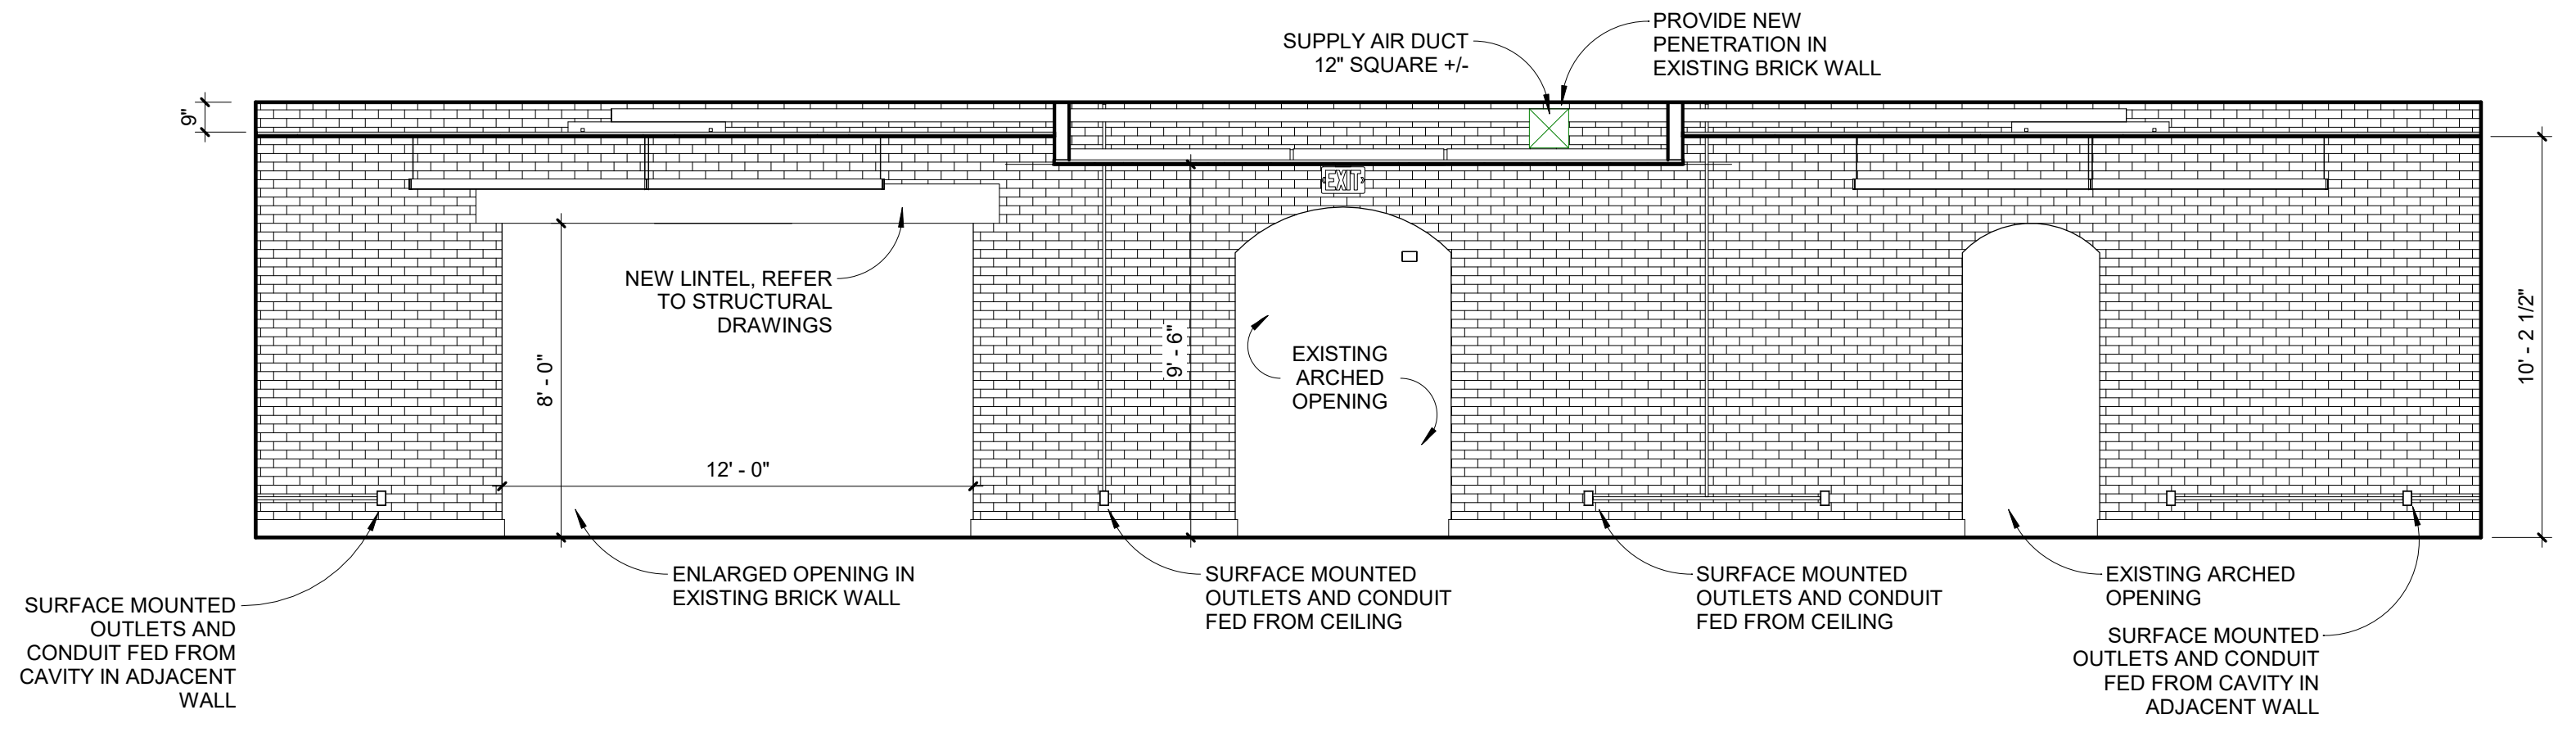 PROVIDE NEW
PENETRATION IN
EXISTING BRICK WALL
SUPPLY AIR DUCT
12" SQUARE +/-
9"
EXIT
NEW LINTEL, REFER
TO STRUCTURAL
DRAWINGS
8' - 0"
12' - 0"
9' - 6"
EXISTING
ARCHED
OPENING
10' - 2 1/2"
SURFACE MOUNTED
OUTLETS AND
CONDUIT FED FROM
CAVITY IN ADJACENT
WALL
ENLARGED OPENING IN
EXISTING BRICK WALL
SURFACE MOUNTED
OUTLETS AND CONDUIT
FED FROM CEILING
SURFACE MOUNTED
OUTLETS AND CONDUIT
FED FROM CEILING
EXISTING ARCHED
OPENING
SURFACE MOUNTED
OUTLETS AND CONDUIT
FED FROM CAVITY IN
ADJACENT WALL